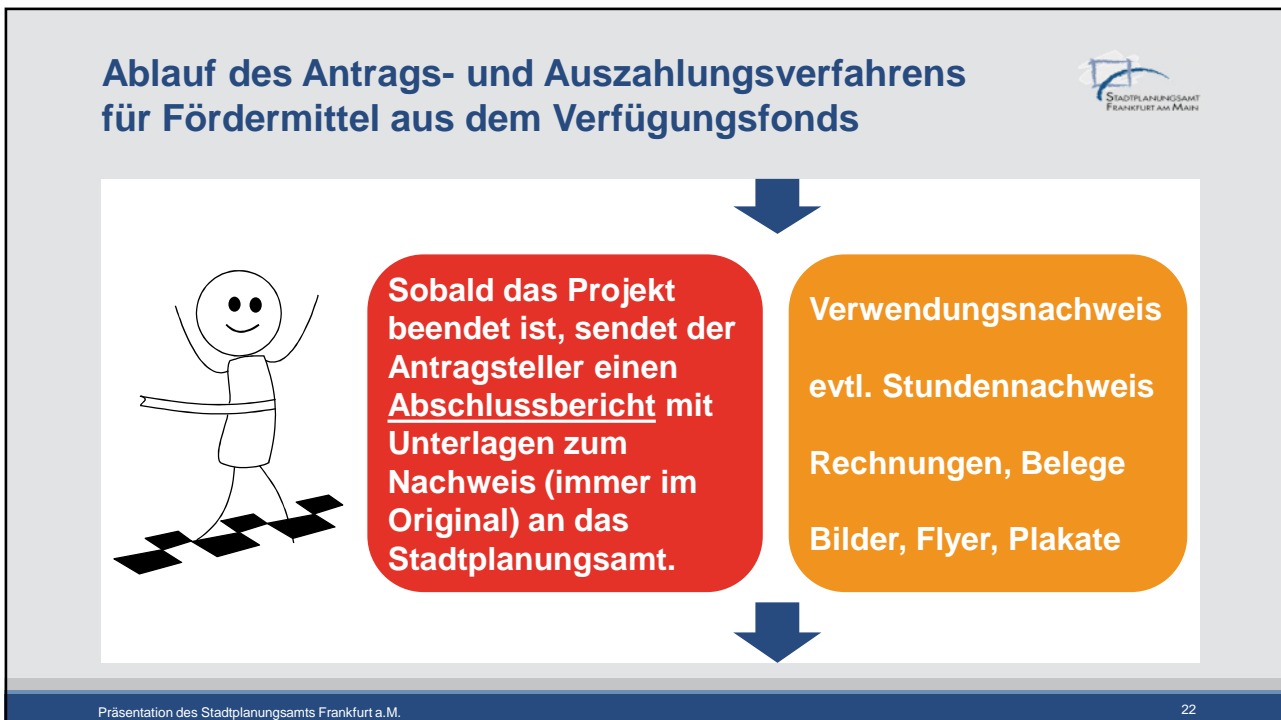 Ablauf des Antrags- und Auszahlungsverfahrens
für Fördermittel aus dem Verfügungsfonds
STADTPLANUNGSAMT
FRANKFURT AM MAIN
Sobald das Projekt
beendet ist, sendet der
Antragsteller einen
Abschlussbericht mit
Unterlagen zum
Nachweis (immer im
Original) an das
Stadtplanungsamt.
Verwendungsnachweis
evtl. Stundennachweis
Rechnungen, Belege
Bilder, Flyer, Plakate
Präsentation des Stadtplanungsamts Frankfurt a.M.
22